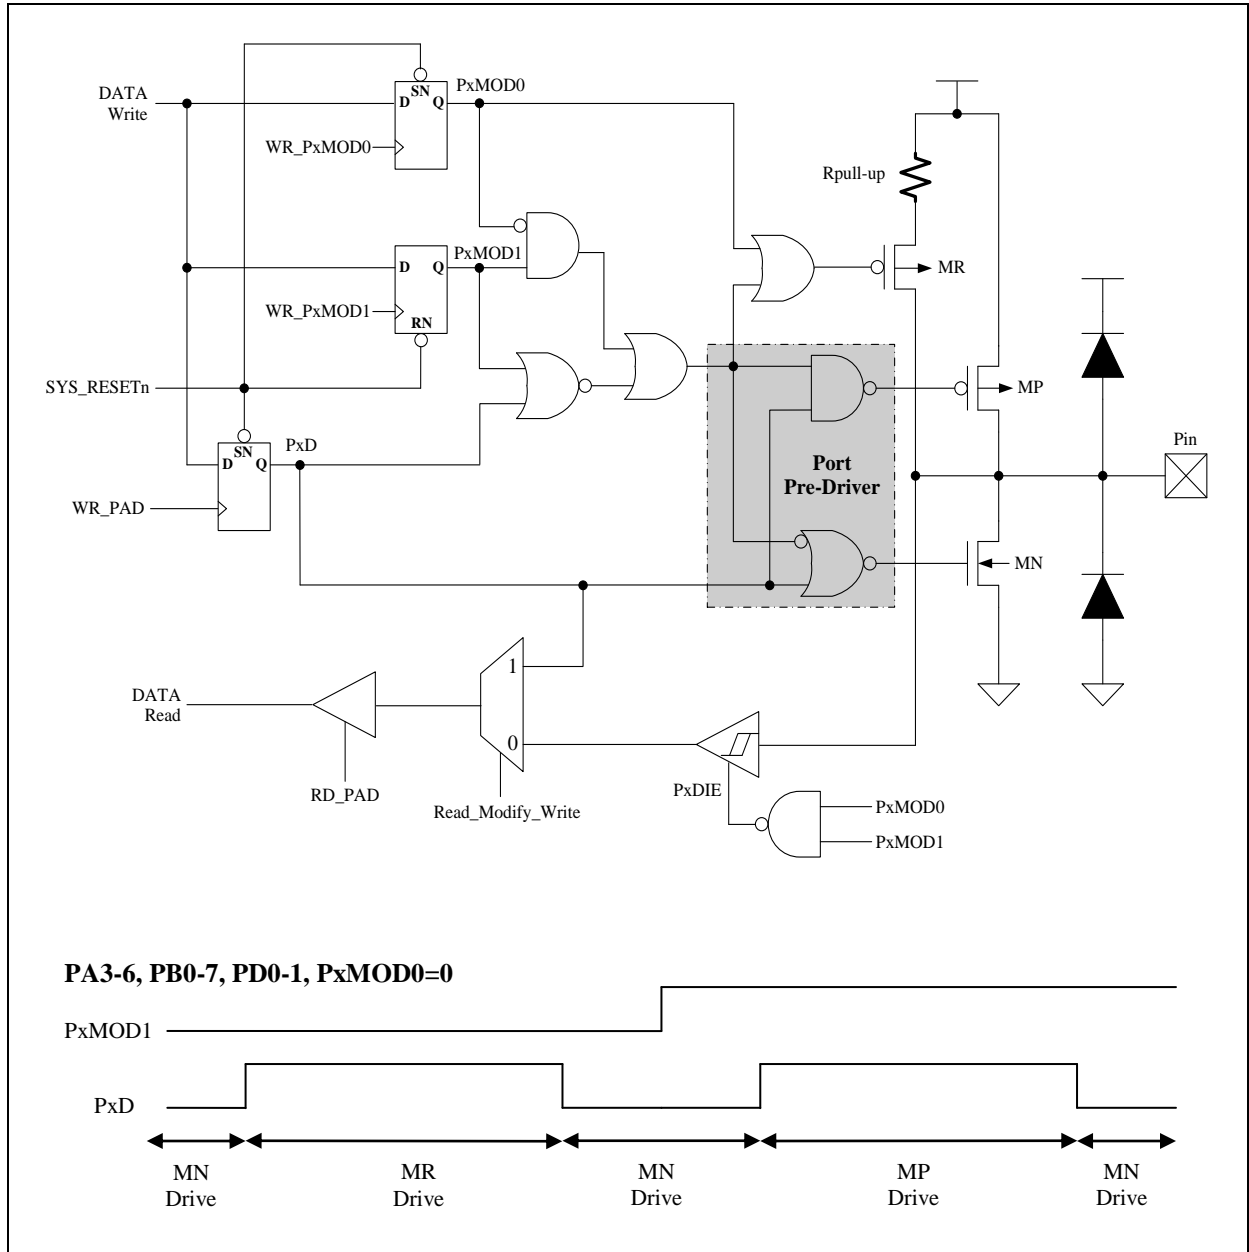 DATA
Write
SN
D
Q
PxMOD0
WR_PxMOD0
Rpull-up
D
Q
PxMOD1
WR_PxMOD1
RN
MR
SYS_RESETn
MP
PxD
SN
D
Q
Port
Pre-Driver
Pin
WR_PAD
MN
1
DATA
Read
0
RD_PAD
Read_Modify_Write
PxDIE
PxMOD0
PxMOD1
PA3-6, PB0-7, PD0-1, PxMOD0=0
PxMOD1
PxD
MN
Drive
MR
Drive
MN
Drive
MP
Drive
MN
Drive